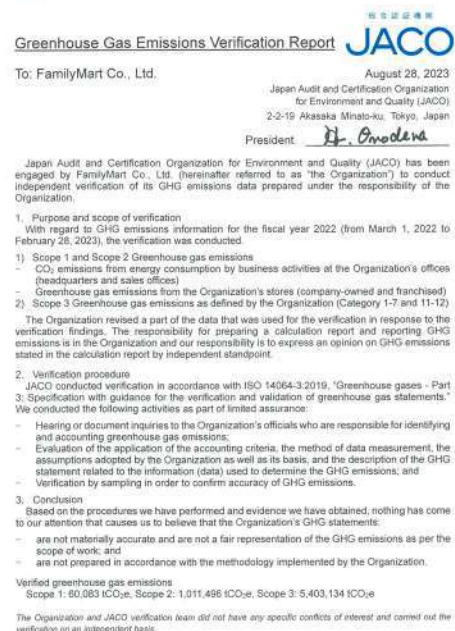 総合認証機関
Greenhouse Gas Emissions Verification Report
JACO
To: FamilyMart Co., Ltd.
August 28, 2023
Japan Audit and Certification Organization
for Environment and Quality (JACO)
2-2-19 Akasaka Minato-ku, Tokyo, Japan
President H. Onodera
Japan Audit and Certification Organization for Environment and Quality (JACO) has been
engaged by FamilyMart Co., Ltd. (hereinafter referred to as "the Organization") to conduct
independent verification of its GHG emissions data prepared under the responsibility of the
Organization.
1. Purpose and scope of verification
With regard to GHG emissions information for the fiscal year 2022 (from March 1, 2022 to
February 28, 2023), the verification was conducted.
1) Scope 1 and Scope 2 Greenhouse gas emissions
- CO₂ emissions from energy consumption by business activities at the Organization's offices
(headquarters and sales offices)
- Greenhouse gas emissions from the Organization's stores (company-owned and franchised)
2) Scope 3 Greenhouse gas emissions as defined by the Organization (Category 1-7 and 11-12)
The Organization revised a part of the data that was used for the verification in response to the
verification findings. The responsibility for preparing a calculation report and reporting GHG
emissions is in the Organization and our responsibility is to express an opinion on GHG emissions
stated in the calculation report by independent standpoint.
2. Verification procedure
JACO conducted verification in accordance with ISO 14064-3:2019, "Greenhouse gases - Part
3: Specification with guidance for the verification and validation of greenhouse gas statements."
We conducted the following activities as part of limited assurance:
- Hearing or document inquiries to the Organization's officials who are responsible for identifying
and accounting greenhouse gas emissions;
- Evaluation of the application of the accounting criteria, the method of data measurement, the
assumptions adopted by the Organization as well as its basis, and the description of the GHG
statement related to the information (data) used to determine the GHG emissions; and
- Verification by sampling in order to confirm accuracy of GHG emissions.
3. Conclusion
Based on the procedures we have performed and evidence we have obtained, nothing has come
to our attention that causes us to believe that the Organization's GHG statements:
- are not materially accurate and are not a fair representation of the GHG emissions as per the
scope of work; and
- are not prepared in accordance with the methodology implemented by the Organization.
Verified greenhouse gas emissions
Scope 1: 60,083 tCO₂e, Scope 2: 1,011,496 tCO₂e, Scope 3: 5,403,134 tCO₂e
The Organization and JACO verification team did not have any specific conflicts of interest and carried out the
verification on an independent basis.